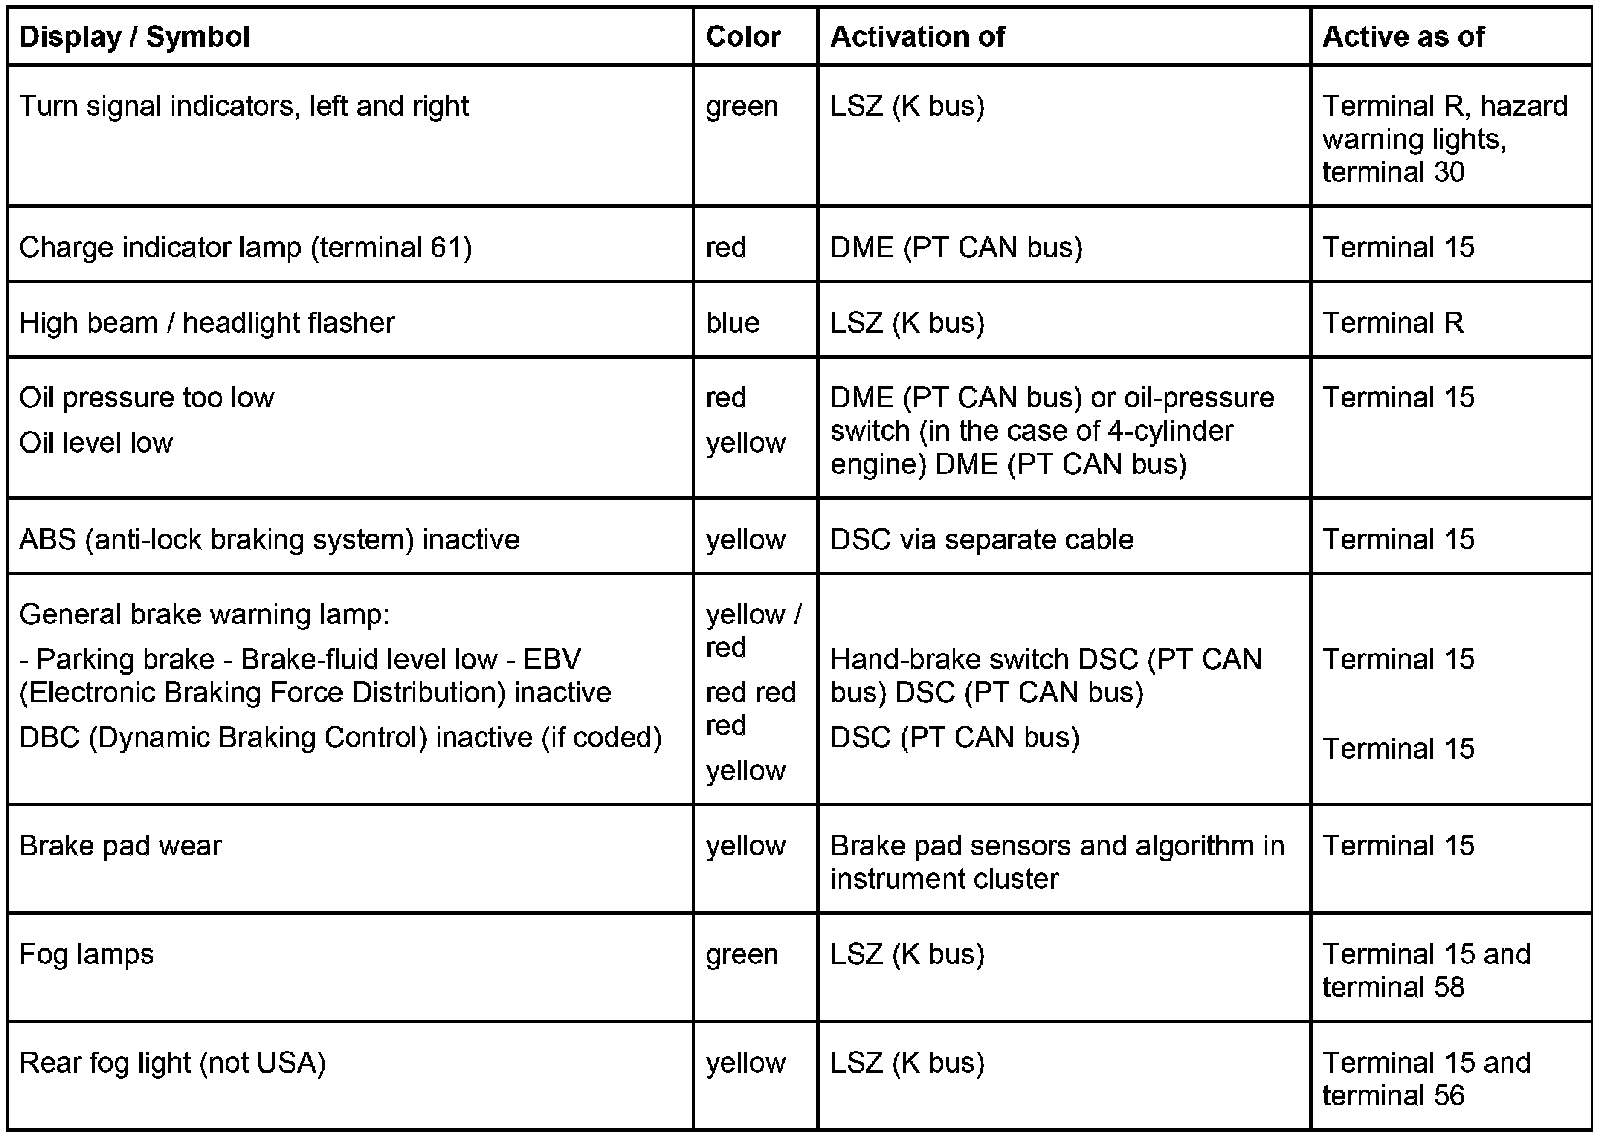 Display / Symbol
Color
Activation of
Active as of
Turn signal indicators, left and right
green
LSZ (K bus)
Terminal R, hazard
warning lights,
terminal 30
Charge indicator lamp (terminal 61)
red
DME (PT CAN bus)
Terminal 15
High beam / headlight flasher
blue
LSZ (K bus)
Terminal R
Oil pressure too low
Oil level low
red
yellow
DME (PT CAN bus) or oil-pressure
switch (in the case of 4-cylinder
engine) DME (PT CAN bus)
Terminal 15
ABS (anti-lock braking system) inactive
yellow
DSC via separate cable
Terminal 15
General brake warning lamp:
- Parking brake - Brake-fluid level low - EBV
(Electronic Braking Force Distribution) inactive
DBC (Dynamic Braking Control) inactive (if coded)
yellow /
red
red red
red
yellow
Hand-brake switch DSC (PT CAN
bus) DSC (PT CAN bus)
DSC (PT CAN bus)
Terminal 15
Terminal 15
Brake pad wear
yellow
Brake pad sensors and algorithm in
instrument cluster
Terminal 15
Fog lamps
green
LSZ (K bus)
Terminal 15 and
terminal 58
Rear fog light (not USA)
yellow
LSZ (K bus)
Terminal 15 and
terminal 56